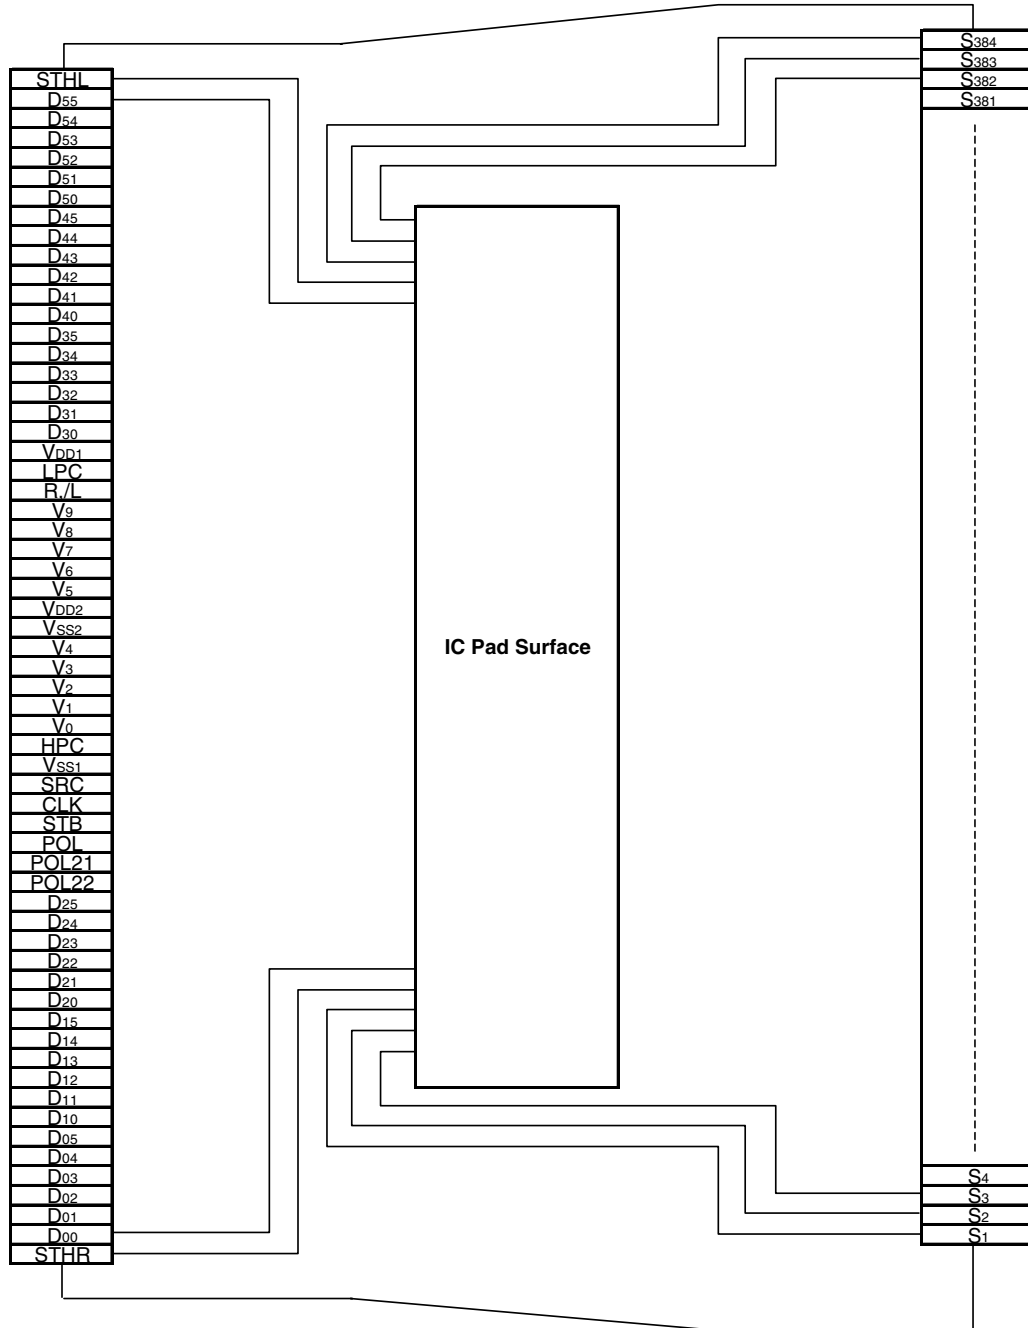 STHL
D55
D54
D53
D52
D51
D50
D45
D44
D43
D42
D41
D40
D35
D34
D33
D32
D31
D30
VDD1
LPC
R,/L
V9
V8
V7
V6
V5
VDD2
VSS2
V4
V3
V2
V1
V0
HPC
VSS1
SRC
CLK
STB
POL
POL21
POL22
D25
D24
D23
D22
D21
D20
D15
D14
D13
D12
D11
D10
D05
D04
D03
D02
D01
D00
STHR
IC Pad Surface
S384
S383
S382
S381
S4
S3
S2
S1